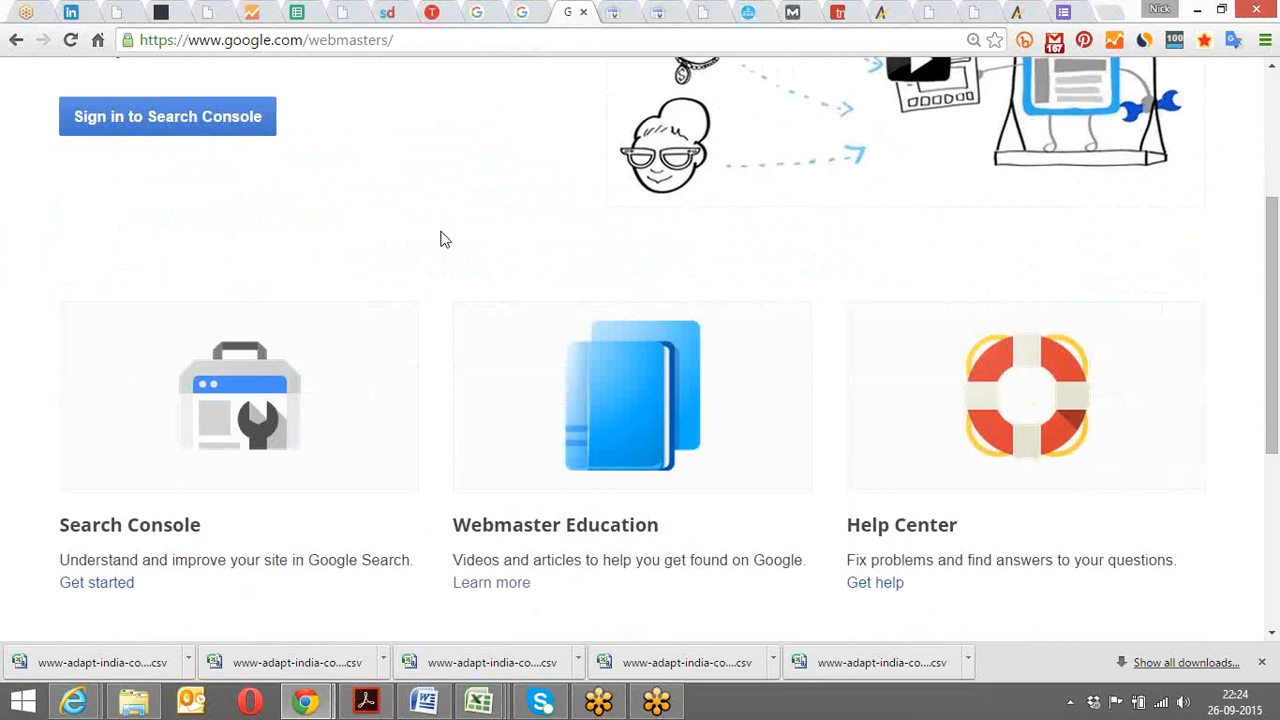 sd
T
G
Nick
https://www.google.com/webmasters/
167
100
Sign in to Search Console
Search Console
Webmaster Education
Help Center
Understand and improve your site in Google Search.
Videos and articles to help you get found on Google.
Fix problems and find answers to your questions.
Get started
Learn more
Get help
www-adapt-india-co....csv
www-adapt-india-co....csv
www-adapt-india-co....csv
www-adapt-india-co....csv
www-adapt-india-co....csv
Show all downloads...
22:24
26-09-2015